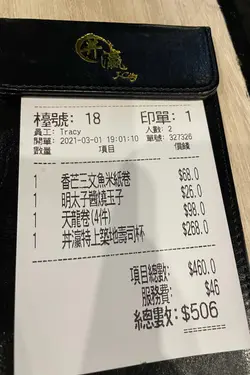 丼瀛
檯號: 18 印單: 1
員工: Tracy 人數: 2
開單: 2021-03-01 19:01:10 單號: 327326
數量 項目 價錢
1 香芒三文魚米紙卷 $68.0
1 明太子醬燒玉子 $26.0
1 天龍卷(4件) $98.0
1 丼瀛特上築地壽司杯 $268.0
項目總數: $460.0
服務費: $46
總數: $506